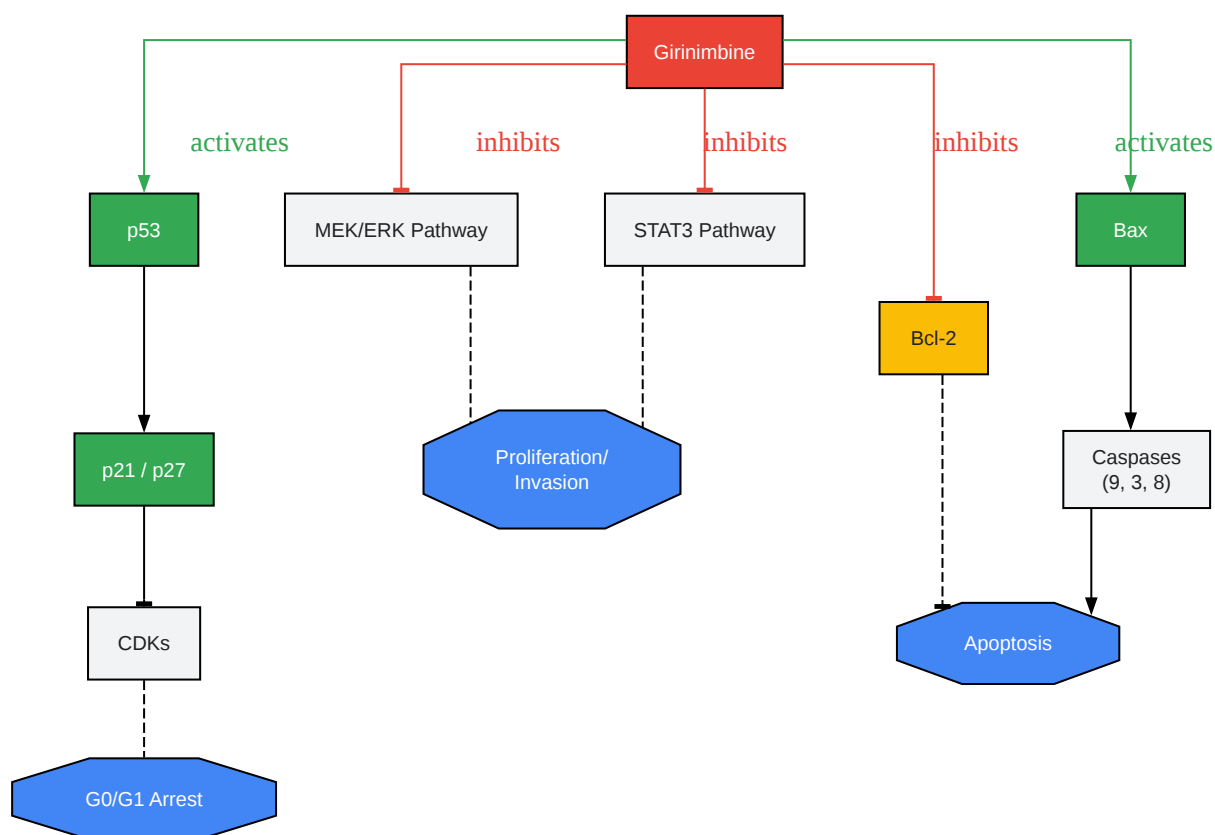 Girinimbine
activates
inhibits
inhibits
inhibits
activates
p53
MEK/ERK Pathway
STAT3 Pathway
Bax
Bcl-2
p21 / p27
Proliferation/
Invasion
Caspases
(9, 3, 8)
CDKs
Apoptosis
G0/G1 Arrest